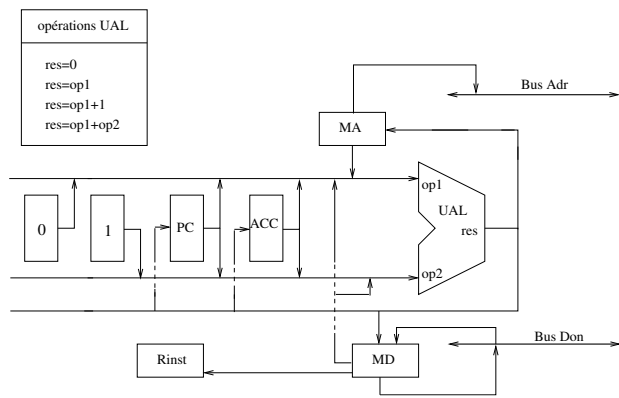 opérations UAL
res=0
res=op1
res=op1+1
res=op1+op2
Bus Adr
MA
op1
0
1
PC
ACC
UAL
res
op2
Bus Don
Rinst
MD